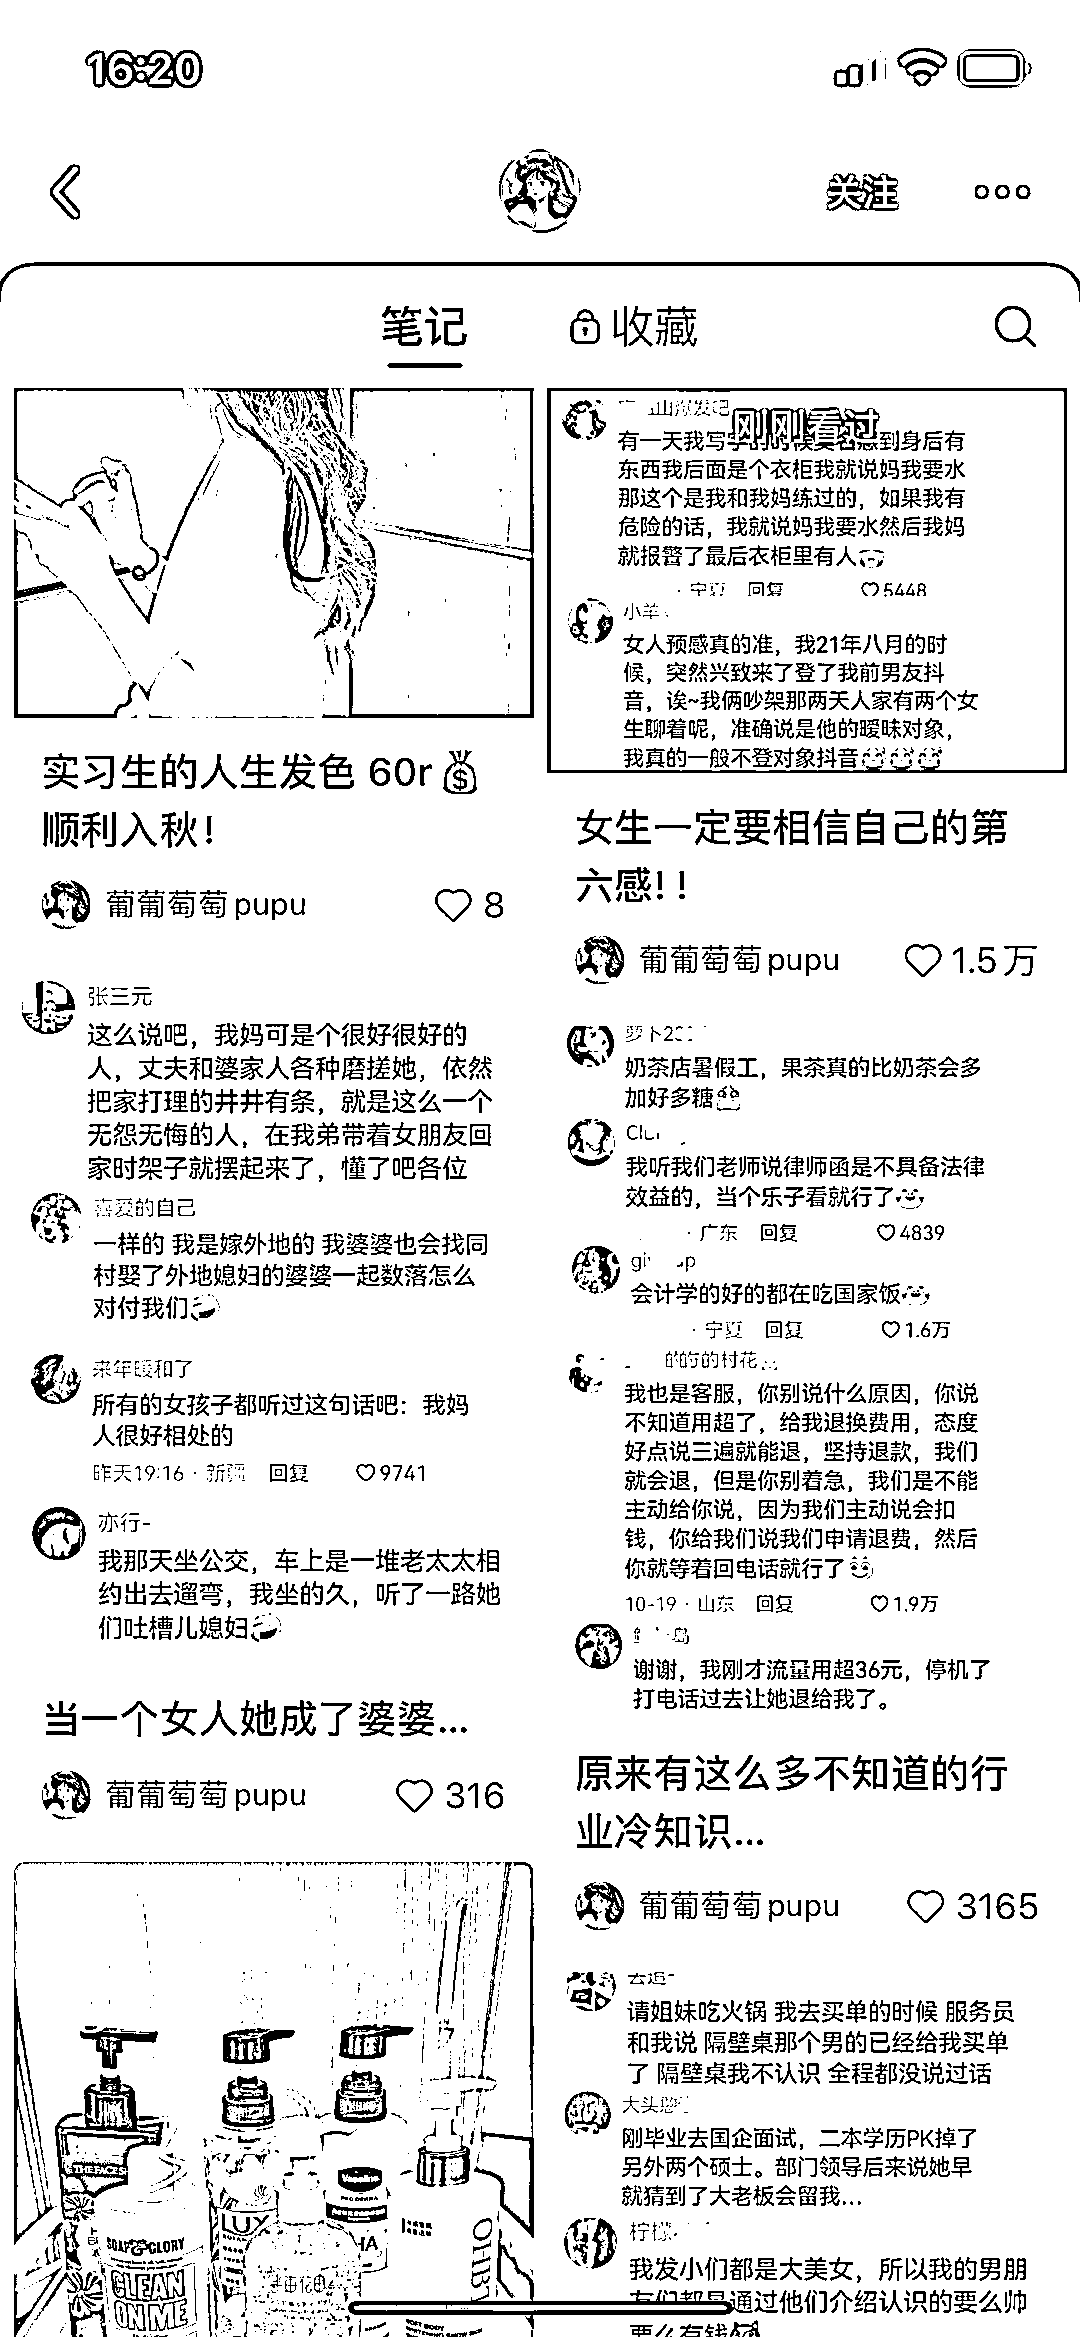 16:20
关注
笔记
收藏
实习生的人生发色 60r
顺利入秋！
葡葡萄萄pupu
8
张三元
这么说吧，我妈可是个很好很好的
人，丈夫和婆家人各种磨搓她，依然
把家打理的井井有条，就是这么一个
无怨无悔的人，在我弟带着女朋友回
家时架子就摆起来了，懂了吧各位
喜爱的自己
一样的 我是嫁外地的 我婆婆也会找同
村娶了外地媳妇的婆婆一起数落怎么
对付我们
来年暖和了
所有的女孩子都听过这句话吧：我妈
人很好相处的
昨天19:16 · 新疆 回复 9741
亦行-
我那天坐公交，车上是一堆老太太相
约出去遛弯，我坐的久，听了一路她
们吐槽儿媳妇
当一个女人她成了婆婆...
葡葡萄萄pupu
316
SOAP&GLORY
CLEAN
ON ME
LUX
刚刚看过
有一天我写字的时候莫名感到身后有
东西我后面是个衣柜我就说妈我要水
那这个是我和我妈练过的，如果我有
危险的话，我就说妈我要水然后我妈
就报警了最后衣柜里有人
· 宁夏 回复 5448
小羊
女人预感真的准，我21年八月的时
候，突然兴致来了登了我前男友抖
音，诶~我俩吵架那两天人家有两个女
生聊着呢，准确说是他的暧昧对象，
我真的一般不登对象抖音
女生一定要相信自己的第
六感！！
葡葡萄萄pupu
1.5万
奶茶店暑假工，果茶真的比奶茶会多
加好多糖
我听我们老师说律师函是不具备法律
效益的，当个乐子看就行了
· 广东 回复 4839
会计学的好的都在吃国家饭
· 宁夏 回复 1.6万
我也是客服，你别说什么原因，你说
不知道用超了，给我退换费用，态度
好点说三遍就能退，坚持退款，我们
就会退，但是你别着急，我们是不能
主动给你说，因为我们主动说会扣
钱，你给我们说我们申请退费，然后
你就等着回电话就行了
10-19 · 山东 回复 1.9万
谢谢，我刚才流量用超36元，停机了
打电话过去让她退给我了。
原来有这么多不知道的行
业冷知识...
葡葡萄萄pupu
3165
请姐妹吃火锅 我去买单的时候 服务员
和我说 隔壁桌那个男的已经给我买单
了 隔壁桌我不认识 全程都没说过话
大头
刚毕业去国企面试，二本学历PK掉了
另外两个硕士。部门领导后来说她早
就猜到了大老板会留我...
柠檬
我发小们都是大美女，所以我的男朋
友们都是通过他们介绍认识的要么帅
要么有钱